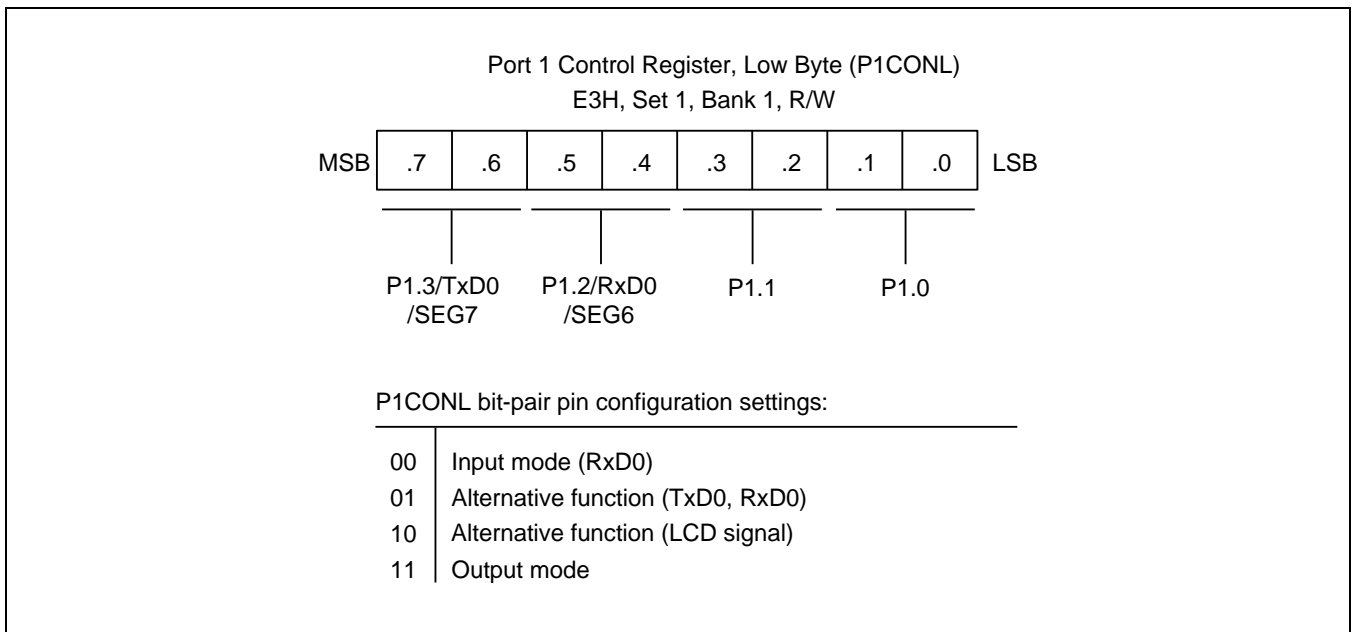 Port 1 Control Register, Low Byte (P1CONL)
E3H, Set 1, Bank 1, R/W
MSB .7 .6 .5 .4 .3 .2 .1 .0 LSB
P1.3/TxD0 P1.2/RxD0 P1.1 P1.0
/SEG7 /SEG6
P1CONL bit-pair pin configuration settings:
00 Input mode (RxD0)
01 Alternative function (TxD0, RxD0)
10 Alternative function (LCD signal)
11 Output mode